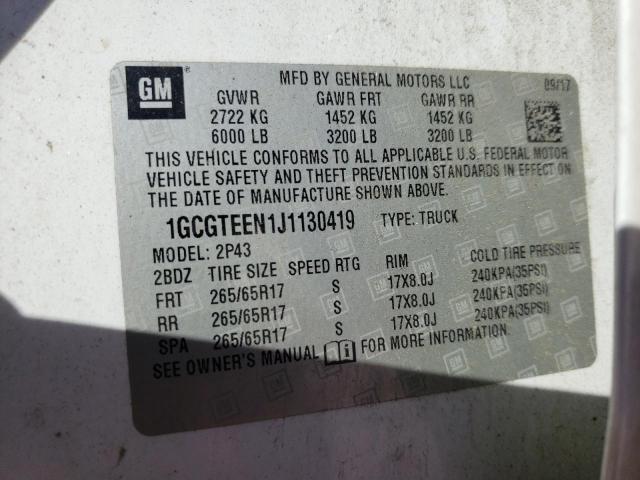 GM
MFD BY GENERAL MOTORS LLC 09/17
GVWR GAWR FRT GAWR RR
2722 KG 1452 KG 1452 KG
6000 LB 3200 LB 3200 LB
THIS VEHICLE CONFORMS TO ALL APPLICABLE U.S. FEDERAL MOTOR
VEHICLE SAFETY AND THEFT PREVENTION STANDARDS IN EFFECT ON
THE DATE OF MANUFACTURE SHOWN ABOVE.
1GCGTEEN1J1130419 TYPE: TRUCK
MODEL: 2P43
2BDZ TIRE SIZE SPEED RTG RIM COLD TIRE PRESSURE
FRT 265/65R17 S 17X8.0J 240KPA(35PSI)
RR 265/65R17 S 17X8.0J 240KPA(35PSI)
SPA 265/65R17 S 17X8.0J 240KPA(35PSI)
SEE OWNER'S MANUAL FOR MORE INFORMATION.